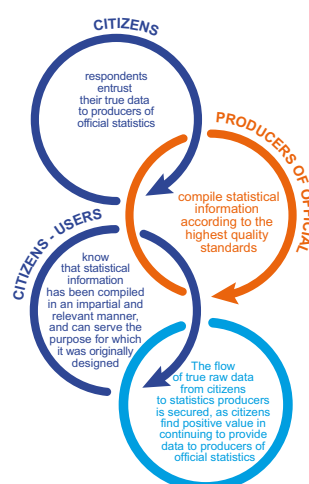 CITIZENS
respondents
entrust
their true data
to producers of
official statistics
PRODUCERS OF OFFICIAL
compile statistical
information
according to the
highest quality
standards
CITIZENS - USERS
know
that statistical
information
has been compiled
in an impartial and
relevant manner,
and can serve the
purpose for which
it was originally
designed
The flow
of true raw data
from citizens
to statistics producers
is secured, as citizens
find positive value in
continuing to provide
data to producers of
official statistics